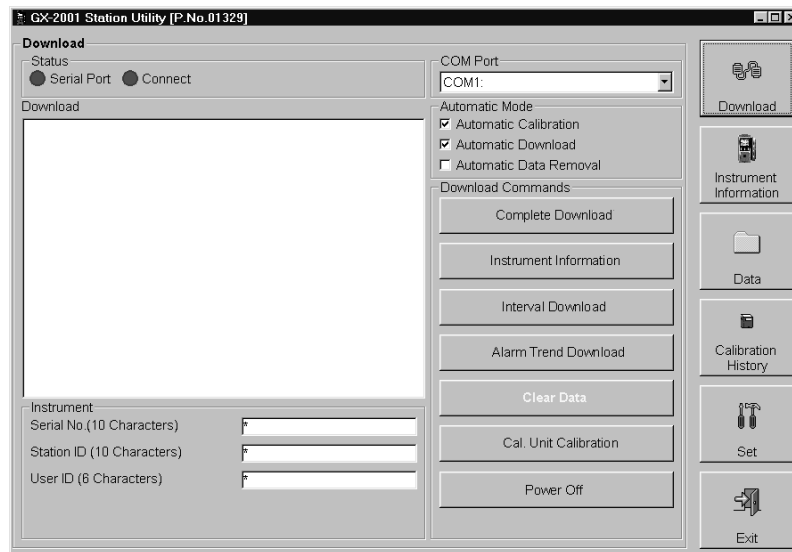 GX-2001 Station Utility [P.No.01329]
Download
Status
Serial Port Connect
Download
Instrument
Serial No.(10 Characters) *
Station ID (10 Characters) *
User ID (6 Characters) *
COM Port
COM1:
Automatic Mode
Automatic Calibration
Automatic Download
Automatic Data Removal
Download Commands
Complete Download
Instrument Information
Interval Download
Alarm Trend Download
Clear Data
Cal. Unit Calibration
Power Off
Download
Instrument
Information
Data
Calibration
History
Set
Exit